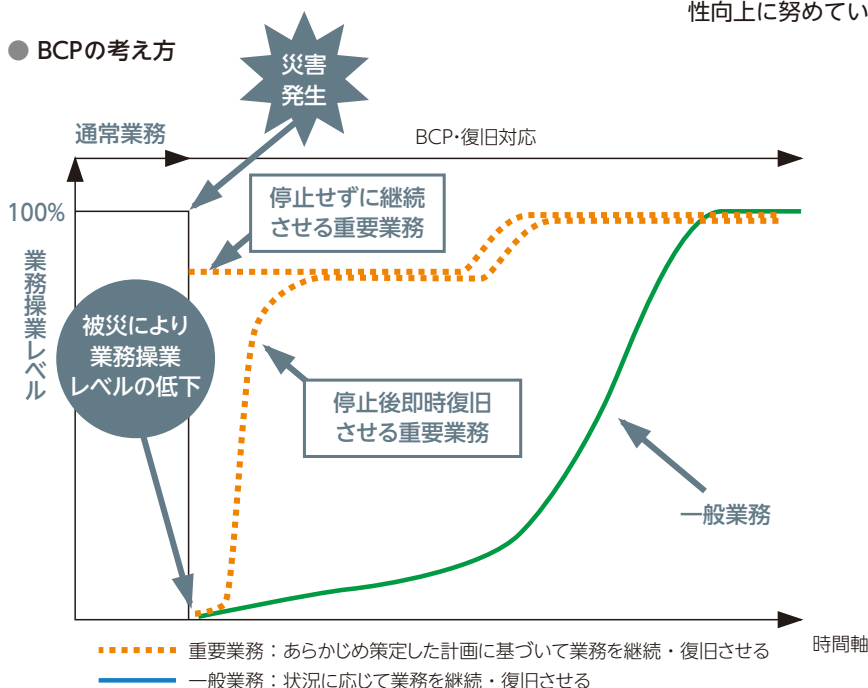 性向上に努めてい
● BCPの考え方
災害
発生
通常業務
BCP・復旧対応
100%
業務操業レベル
停止せずに継続
させる重要業務
被災により
業務操業
レベルの低下
停止後即時復旧
させる重要業務
一般業務
時間軸
重要業務：あらかじめ策定した計画に基づいて業務を継続・復旧させる
一般業務：状況に応じて業務を継続・復旧させる